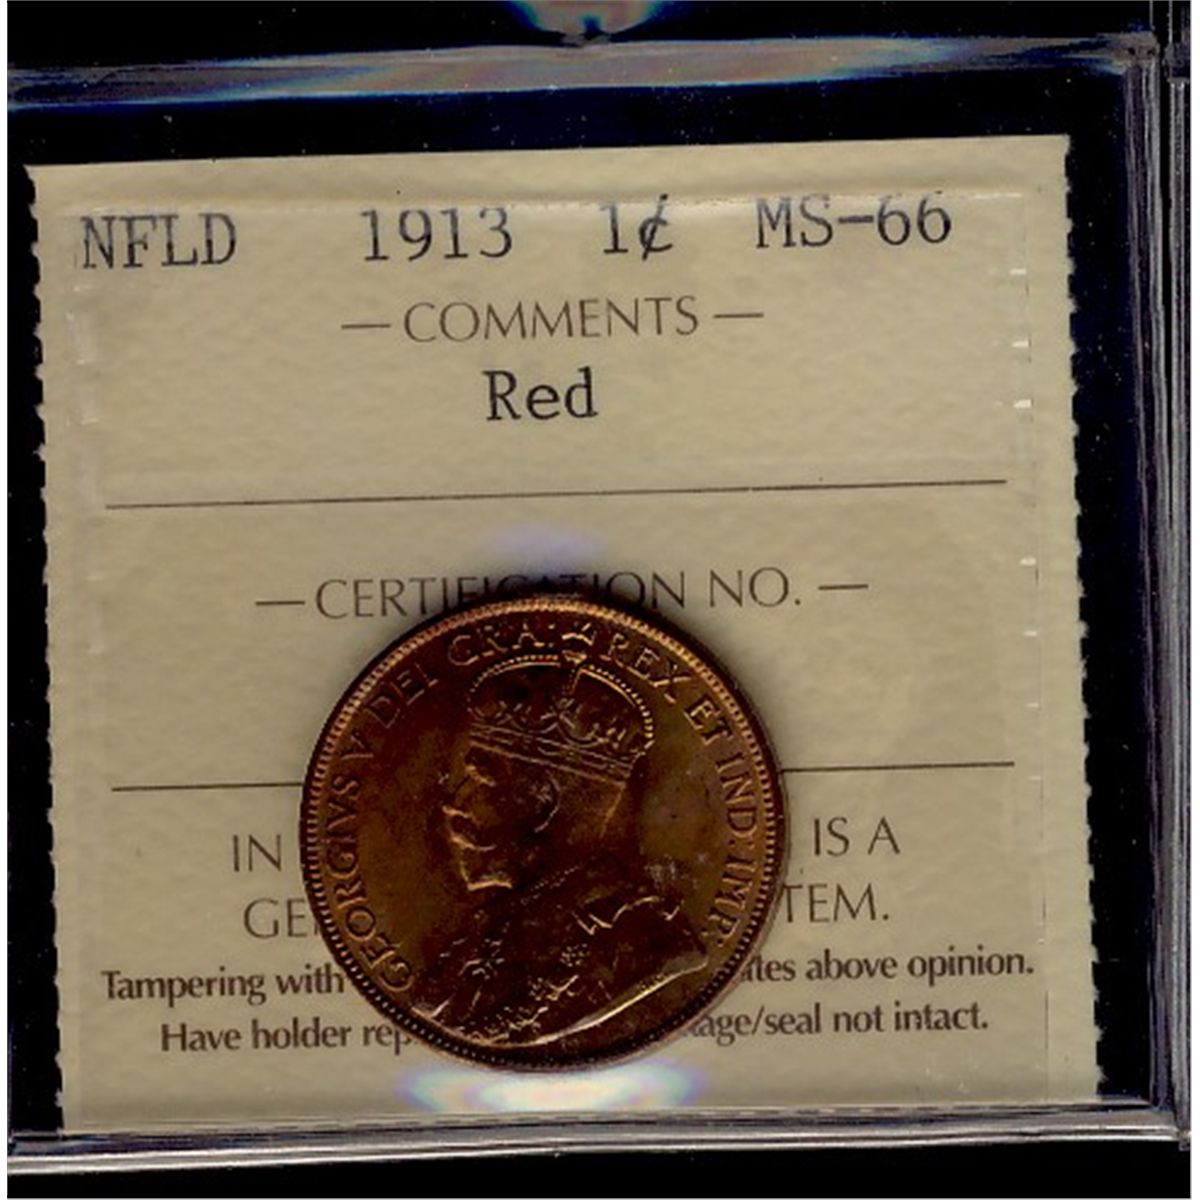 NFLD 1913 1¢ MS-66
— COMMENTS —
Red
— CERTIFICATION NO. —
IN IS A
GE TEM.
Tampering with ates above opinion.
Have holder rep age/seal not intact.
GEORGIVS V DEI GRA: REX ET IND: IMP: